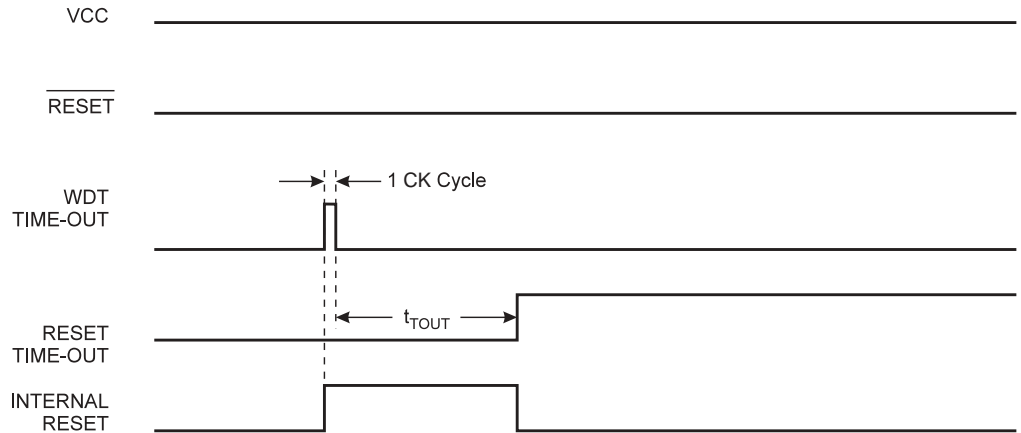 VCC
RESET
1 CK Cycle
WDT
TIME-OUT
tTOUT
RESET
TIME-OUT
INTERNAL
RESET